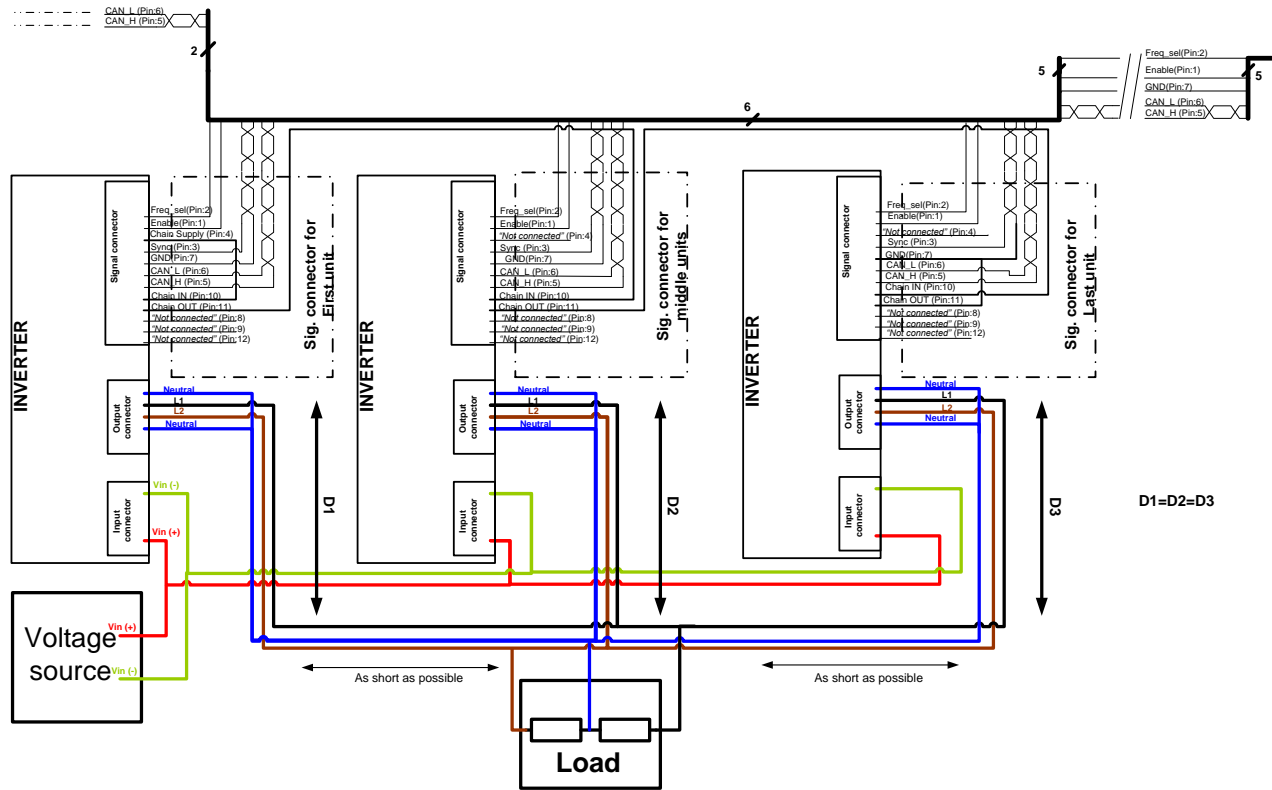 CAN_L (Pin:6)
CAN_H (Pin:5)
2
6
5
Freq_sel(Pin:2)
Enable(Pin:1)
GND(Pin:7)
CAN_L (Pin:6)
CAN_H (Pin:5)
5
INVERTER
Signal connector
Freq_sel(Pin:2)
Enable(Pin:1)
Chain Supply (Pin:4)
Sync(Pin:3)
GND(Pin:7)
CAN_L (Pin:6)
CAN_H (Pin:5)
Chain IN (Pin:10)
Chain OUT (Pin:11)
"Not connected" (Pin:8)
"Not connected" (Pin:9)
"Not connected" (Pin:12)
Sig. connector for
First unit
Output
connector
Neutral
L1
L2
Neutral
Input
connector
Vin (-)
Vin (+)
D1
INVERTER
Signal connector
Freq_sel(Pin:2)
Enable(Pin:1)
"Not connected" (Pin:4)
Sync (Pin:3)
GND(Pin:7)
CAN_L (Pin:6)
CAN_H (Pin:5)
Chain IN (Pin:10)
Chain OUT (Pin:11)
"Not connected" (Pin:8)
"Not connected" (Pin:9)
"Not connected" (Pin:12)
Sig. connector for
middle units
Output
connector
Neutral
L1
L2
Neutral
Input
connector
D2
INVERTER
Signal connector
Freq_sel(Pin:2)
Enable(Pin:1)
"Not connected" (Pin:4)
Sync (Pin:3)
GND(Pin:7)
CAN_L (Pin:6)
CAN_H (Pin:5)
Chain IN (Pin:10)
Chain OUT (Pin:11)
"Not connected" (Pin:8)
"Not connected" (Pin:9)
"Not connected" (Pin:12)
Sig. connector for
Last unit
Output
connector
Neutral
L1
L2
Neutral
Input
connector
D3
D1=D2=D3
Voltage
source
Vin (+)
Vin (-)
As short as possible
As short as possible
Load